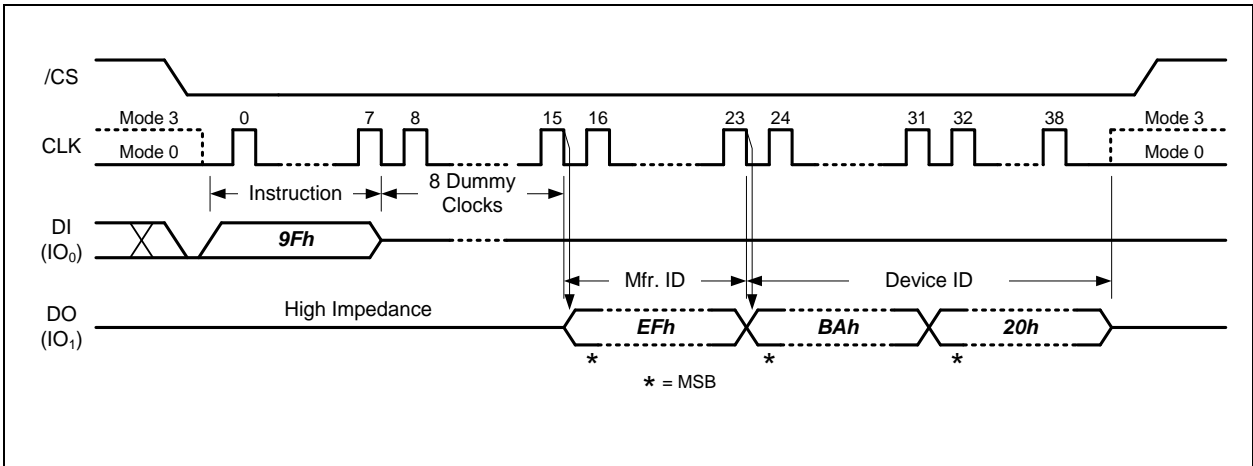 /CS
Mode 3 0 7 8 15 16 23 24 31 32 38 Mode 3
CLK
Mode 0 Mode 0
Instruction 8 Dummy
Clocks
DI
(IO0)
9Fh
Mfr. ID Device ID
DO
(IO1)
High Impedance
EFh BAh 20h
* * *
* = MSB